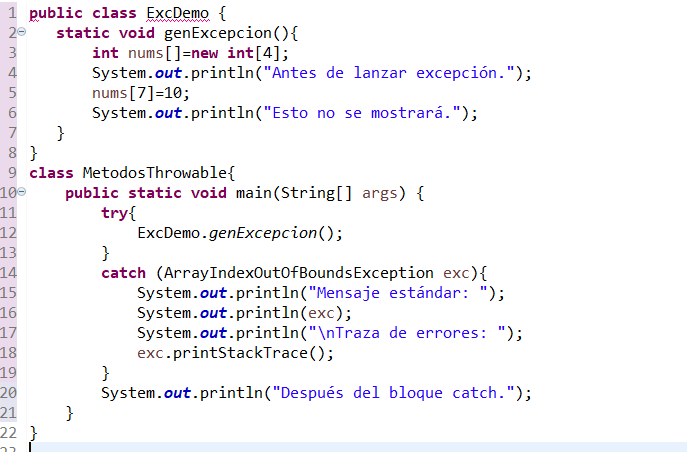 1 public class ExcDemo {
2 static void genExcepcion(){
3 int nums[]=new int[4];
4 System.out.println("Antes de lanzar excepción.");
5 nums[7]=10;
6 System.out.println("Esto no se mostrará.");
7 }
8 }
9 class MetodosThrowable{
10 public static void main(String[] args) {
11 try{
12 ExcDemo.genExcepcion();
13 }
14 catch (ArrayIndexOutOfBoundsException exc){
15 System.out.println("Mensaje estándar: ");
16 System.out.println(exc);
17 System.out.println("\nTraza de errores: ");
18 exc.printStackTrace();
19 }
20 System.out.println("Después del bloque catch.");
21 }
22 }